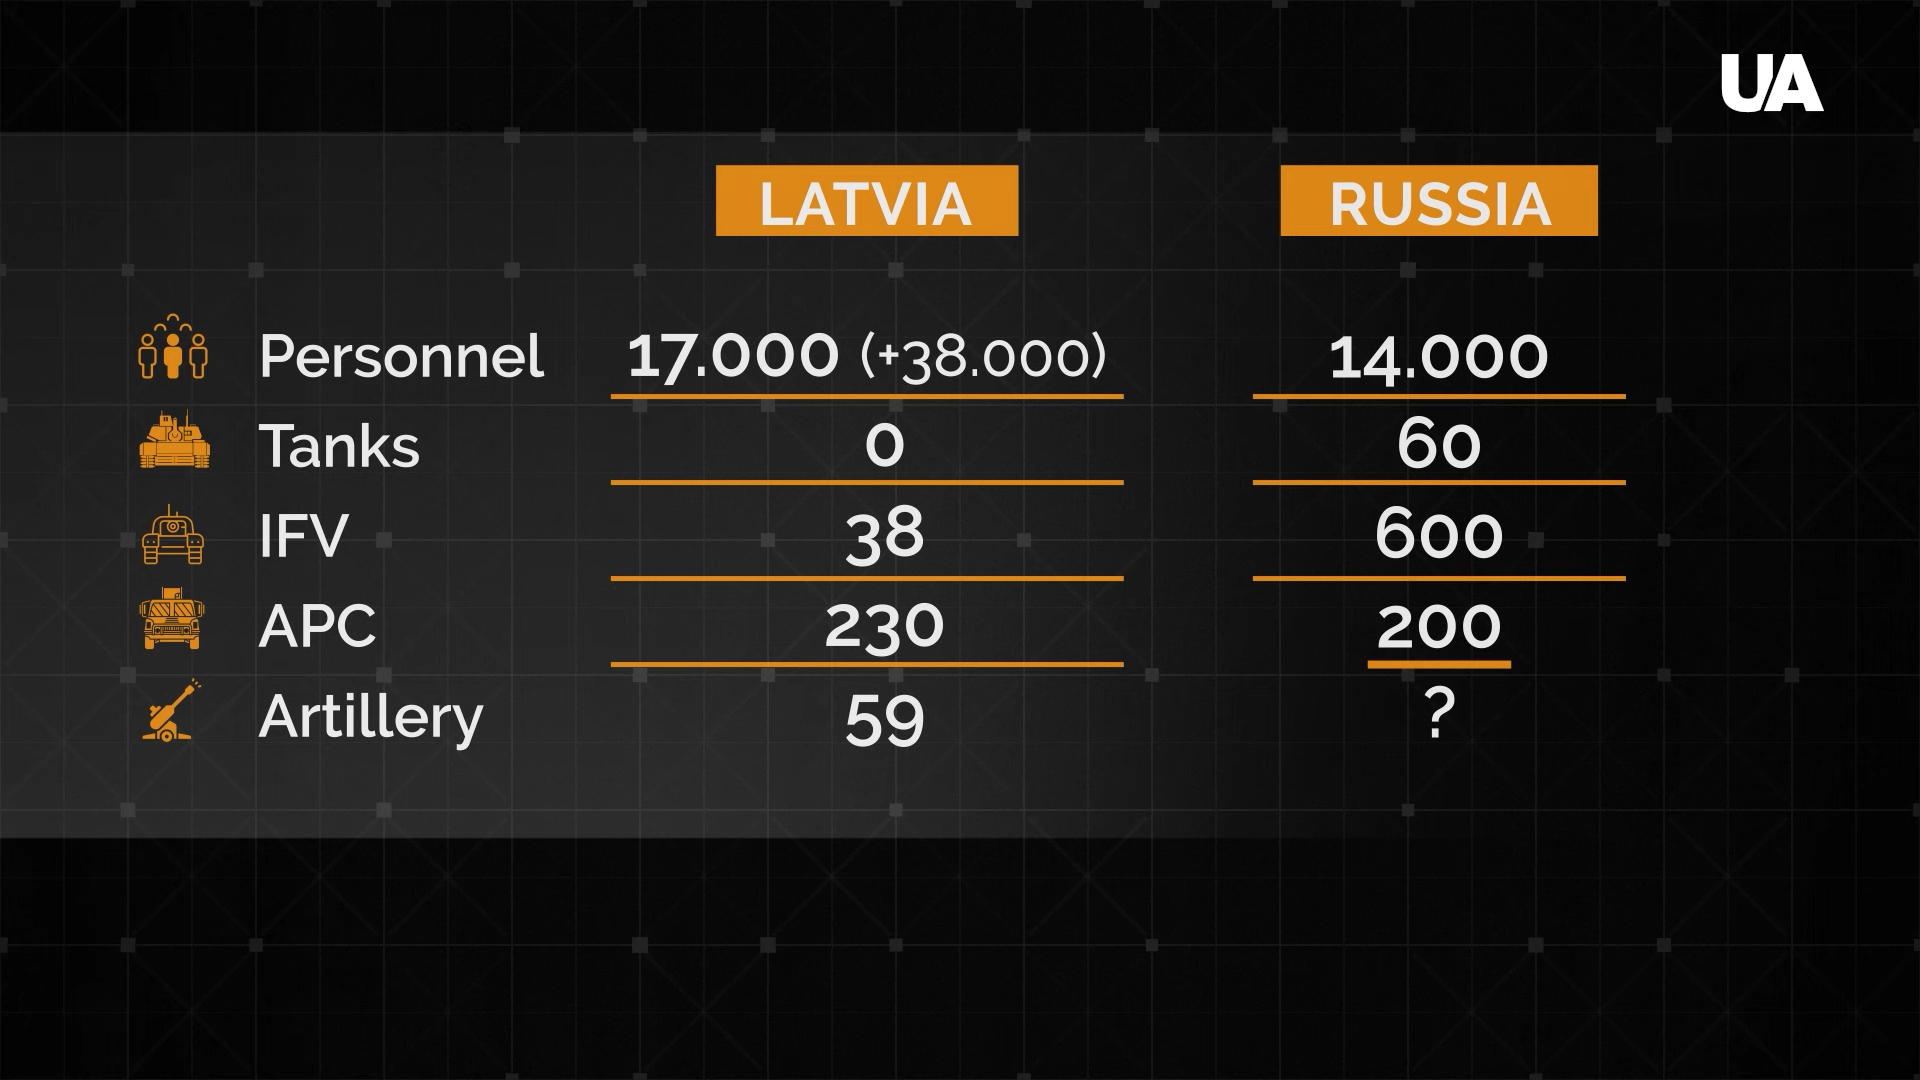 UA
LATVIA RUSSIA
Personnel 17.000 (+38.000) 14.000
Tanks 0 60
IFV 38 600
APC 230 200
Artillery 59 ?